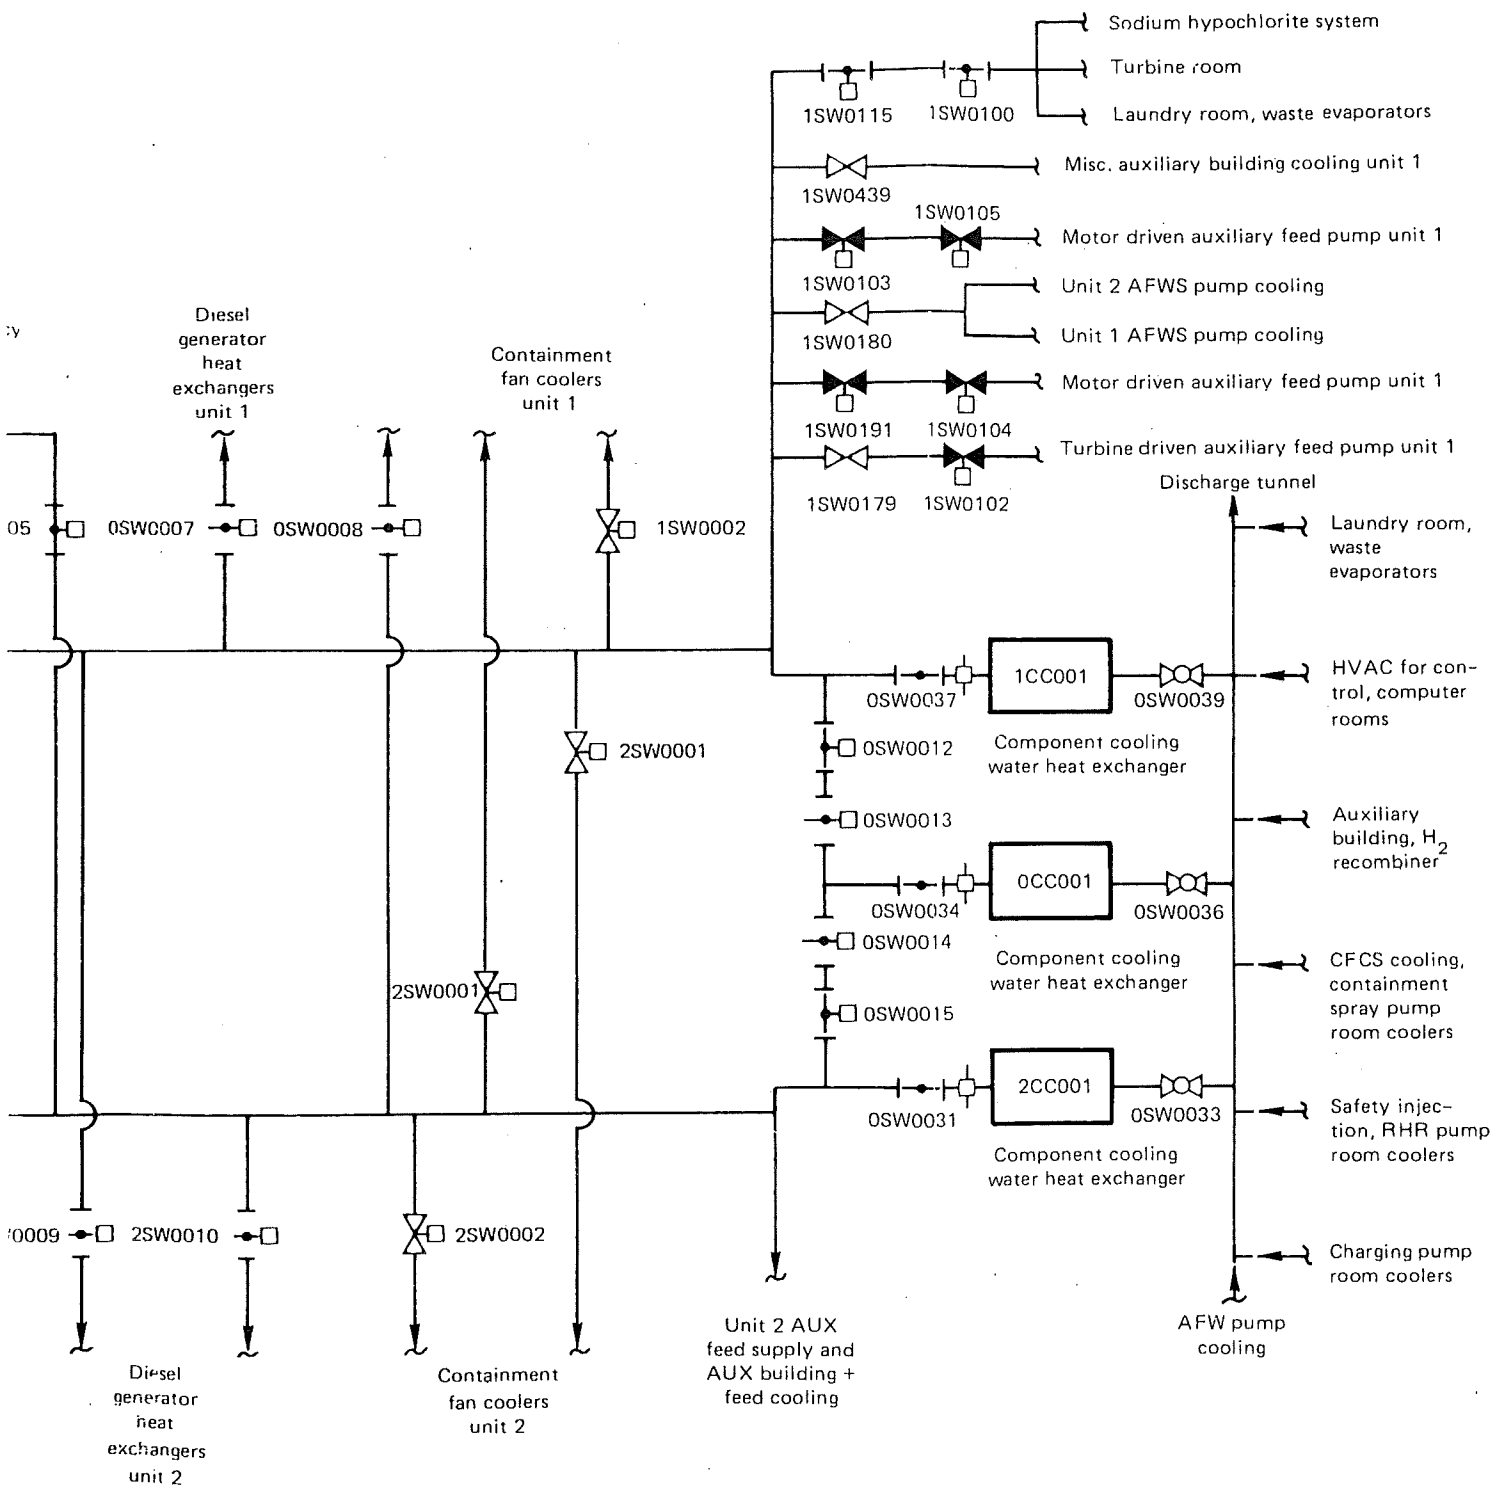 Sodium hypochlorite system
Turbine room
1SW0115
1SW0100
Laundry room, waste evaporators
Misc. auxiliary building cooling unit 1
1SW0439
1SW0105
Motor driven auxiliary feed pump unit 1
1SW0103
Unit 2 AFWS pump cooling
1SW0180
Unit 1 AFWS pump cooling
Motor driven auxiliary feed pump unit 1
1SW0191
1SW0104
Turbine driven auxiliary feed pump unit 1
1SW0179
1SW0102
Diesel
generator
heat
exchangers
unit 1
Containment
fan coolers
unit 1
05
0SW0007
0SW0008
1SW0002
Discharge tunnel
Laundry room,
waste
evaporators
0SW0037
1CC001
0SW0039
Component cooling
water heat exchanger
HVAC for con-
trol, computer
rooms
2SW0001
0SW0012
0SW0013
Auxiliary
building, H2
recombiner
0SW0034
0CC001
0SW0036
Component cooling
water heat exchanger
0SW0014
2SW0001
0SW0015
CFCS cooling,
containment
spray pump
room coolers
0SW0031
2CC001
0SW0033
Component cooling
water heat exchanger
Safety injec-
tion, RHR pump
room coolers
0009
2SW0010
2SW0002
Charging pump
room coolers
AFW pump
cooling
Diesel
generator
heat
exchangers
unit 2
Containment
fan coolers
unit 2
Unit 2 AUX
feed supply and
AUX building +
feed cooling